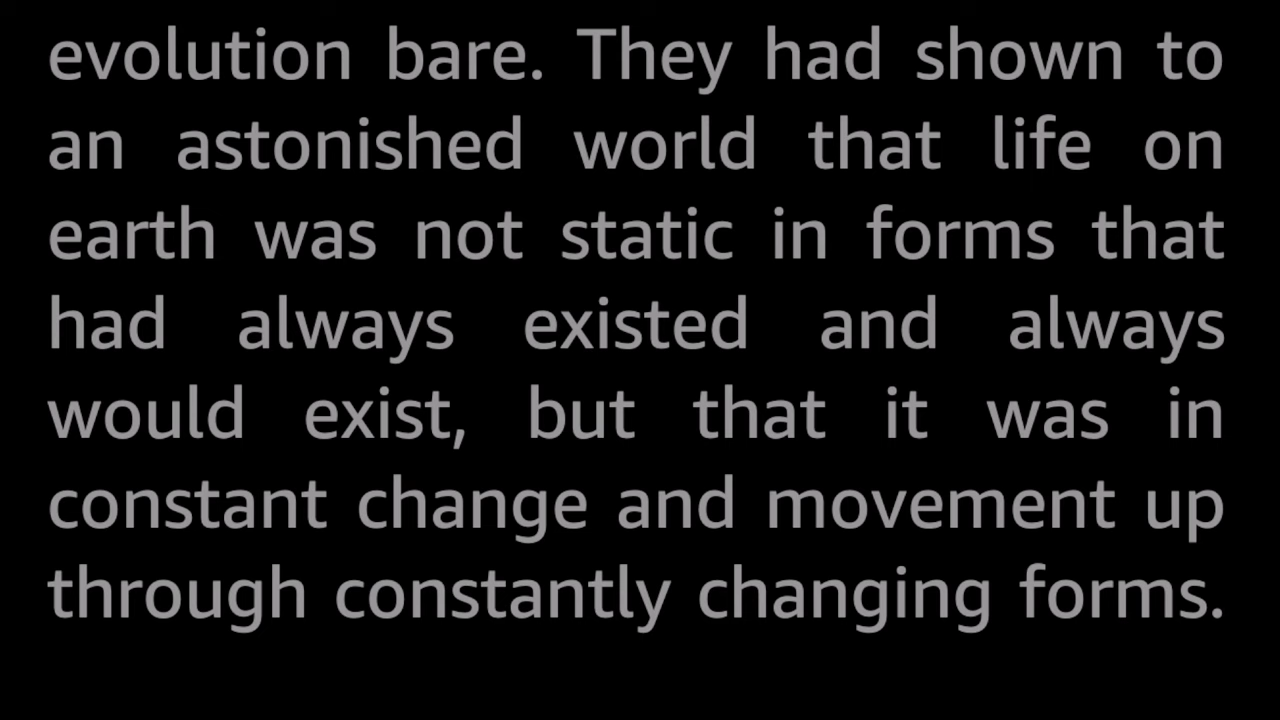 evolution bare. They had shown to
an astonished world that life on
earth was not static in forms that
had always existed and always
would exist, but that it was in
constant change and movement up
through constantly changing forms.